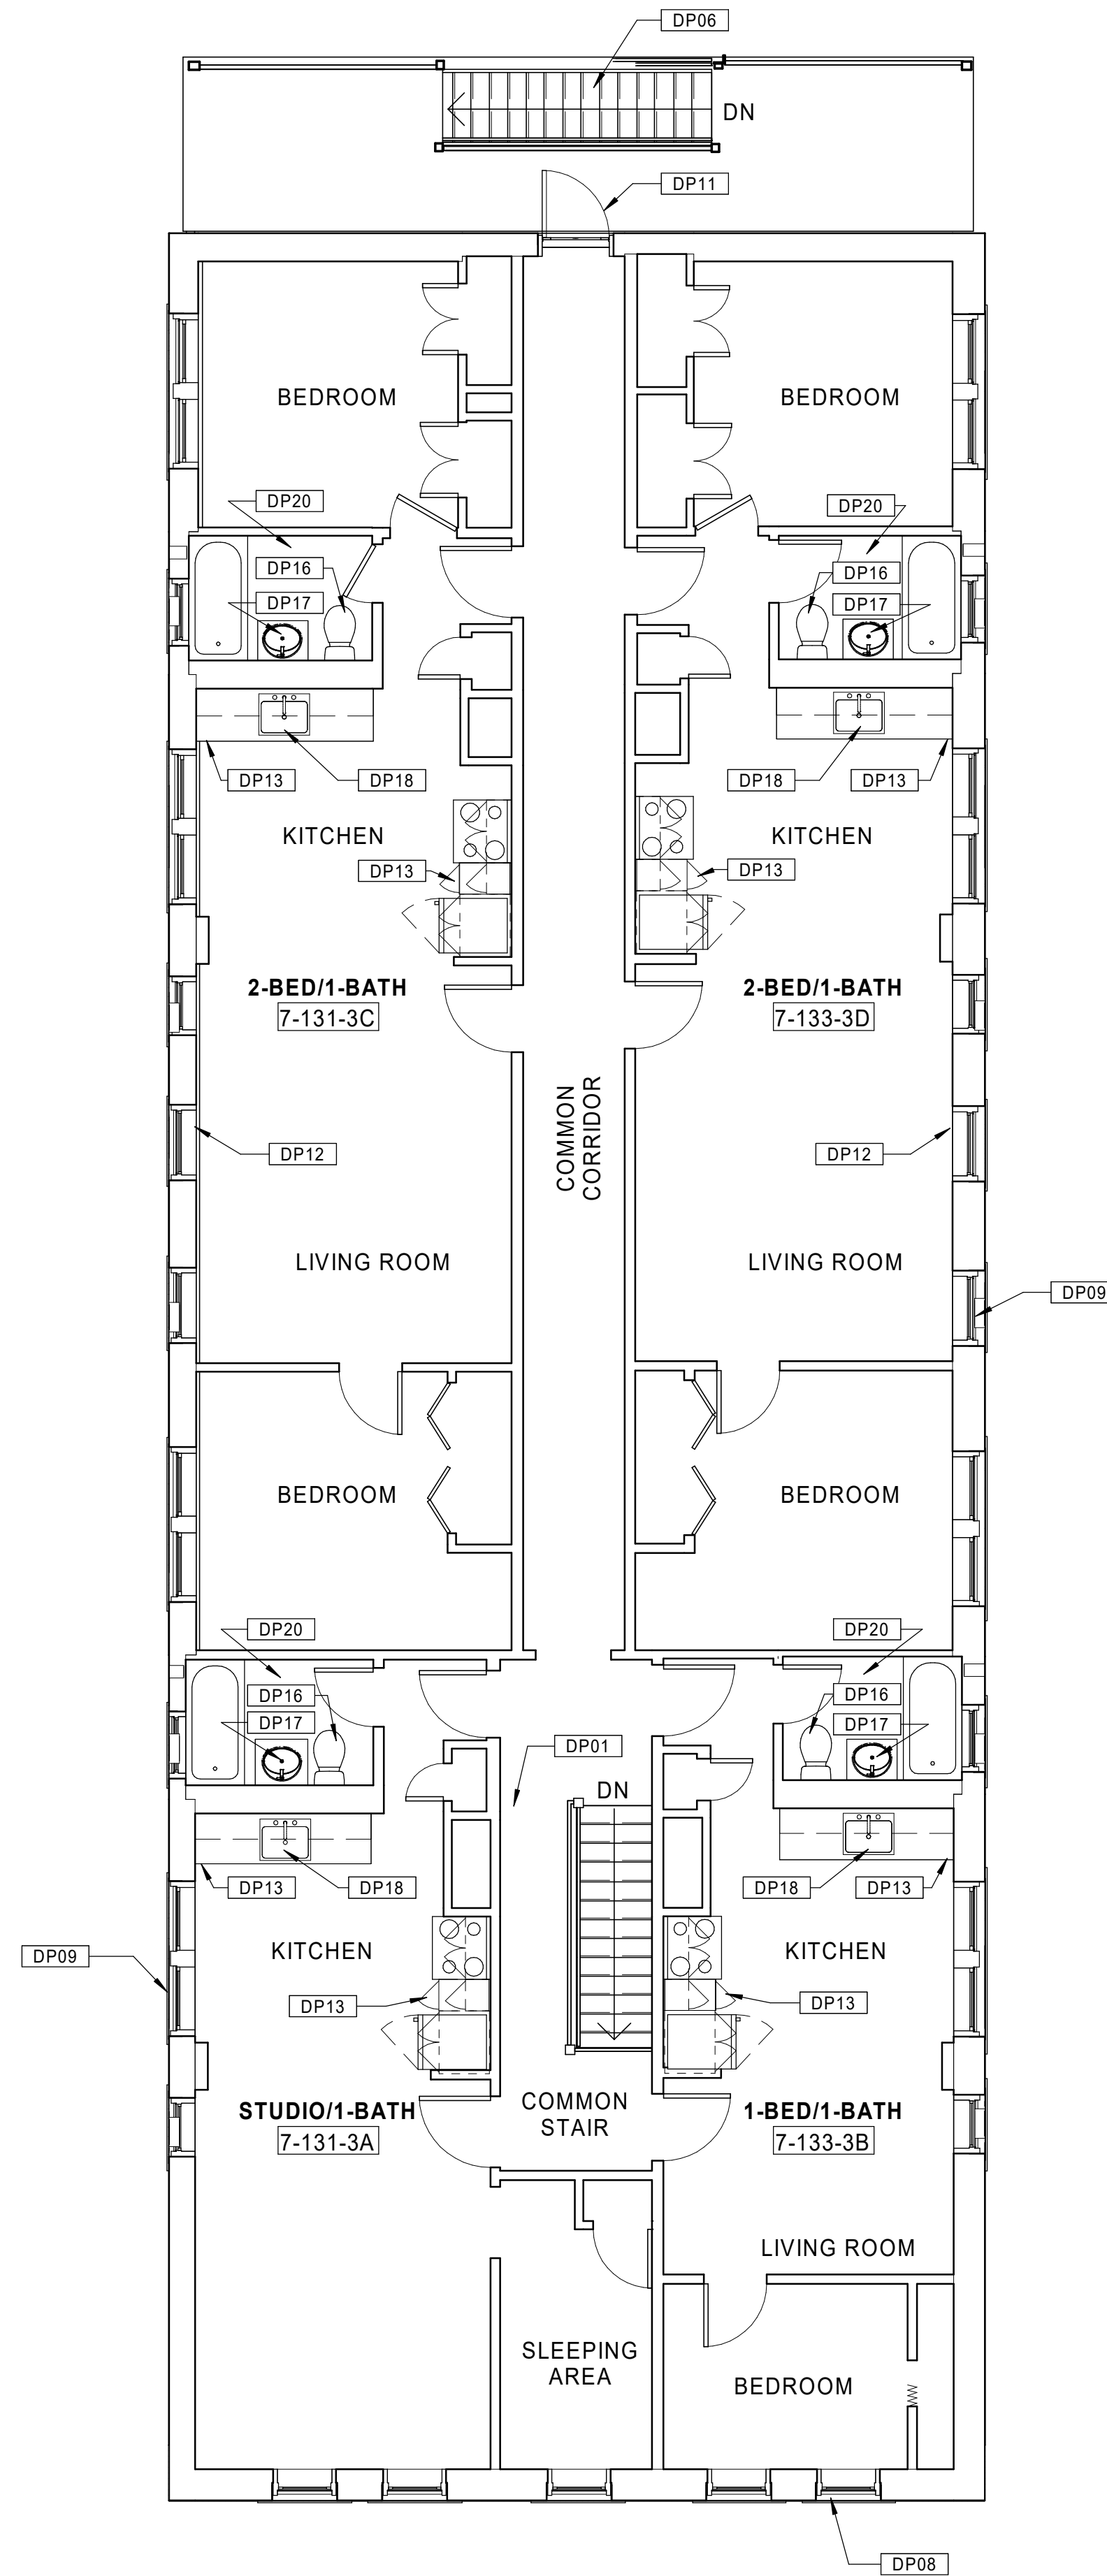 DP06
DN
DP11
BEDROOM
BEDROOM
DP20
DP20
DP16
DP16
DP17
DP17
DP13
DP18
DP18
DP13
KITCHEN
KITCHEN
DP13
DP13
2-BED/1-BATH
7-131-3C
2-BED/1-BATH
7-133-3D
COMMON
CORRIDOR
DP12
DP12
LIVING ROOM
LIVING ROOM
DP09
BEDROOM
BEDROOM
DP20
DP20
DP16
DP16
DP17
DP17
DP01
DN
DP13
DP18
DP18
DP13
KITCHEN
KITCHEN
DP09
DP13
DP13
STUDIO/1-BATH
7-131-3A
COMMON
STAIR
1-BED/1-BATH
7-133-3B
LIVING ROOM
SLEEPING
AREA
BEDROOM
DP08